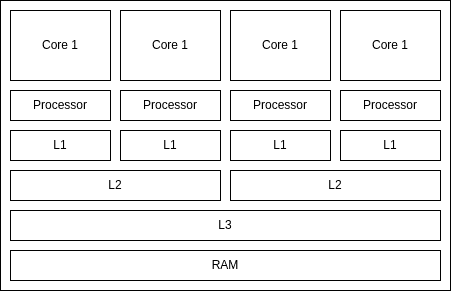 Core 1 Core 1 Core 1 Core 1
Processor Processor Processor Processor
L1 L1 L1 L1
L2 L2
L3
RAM